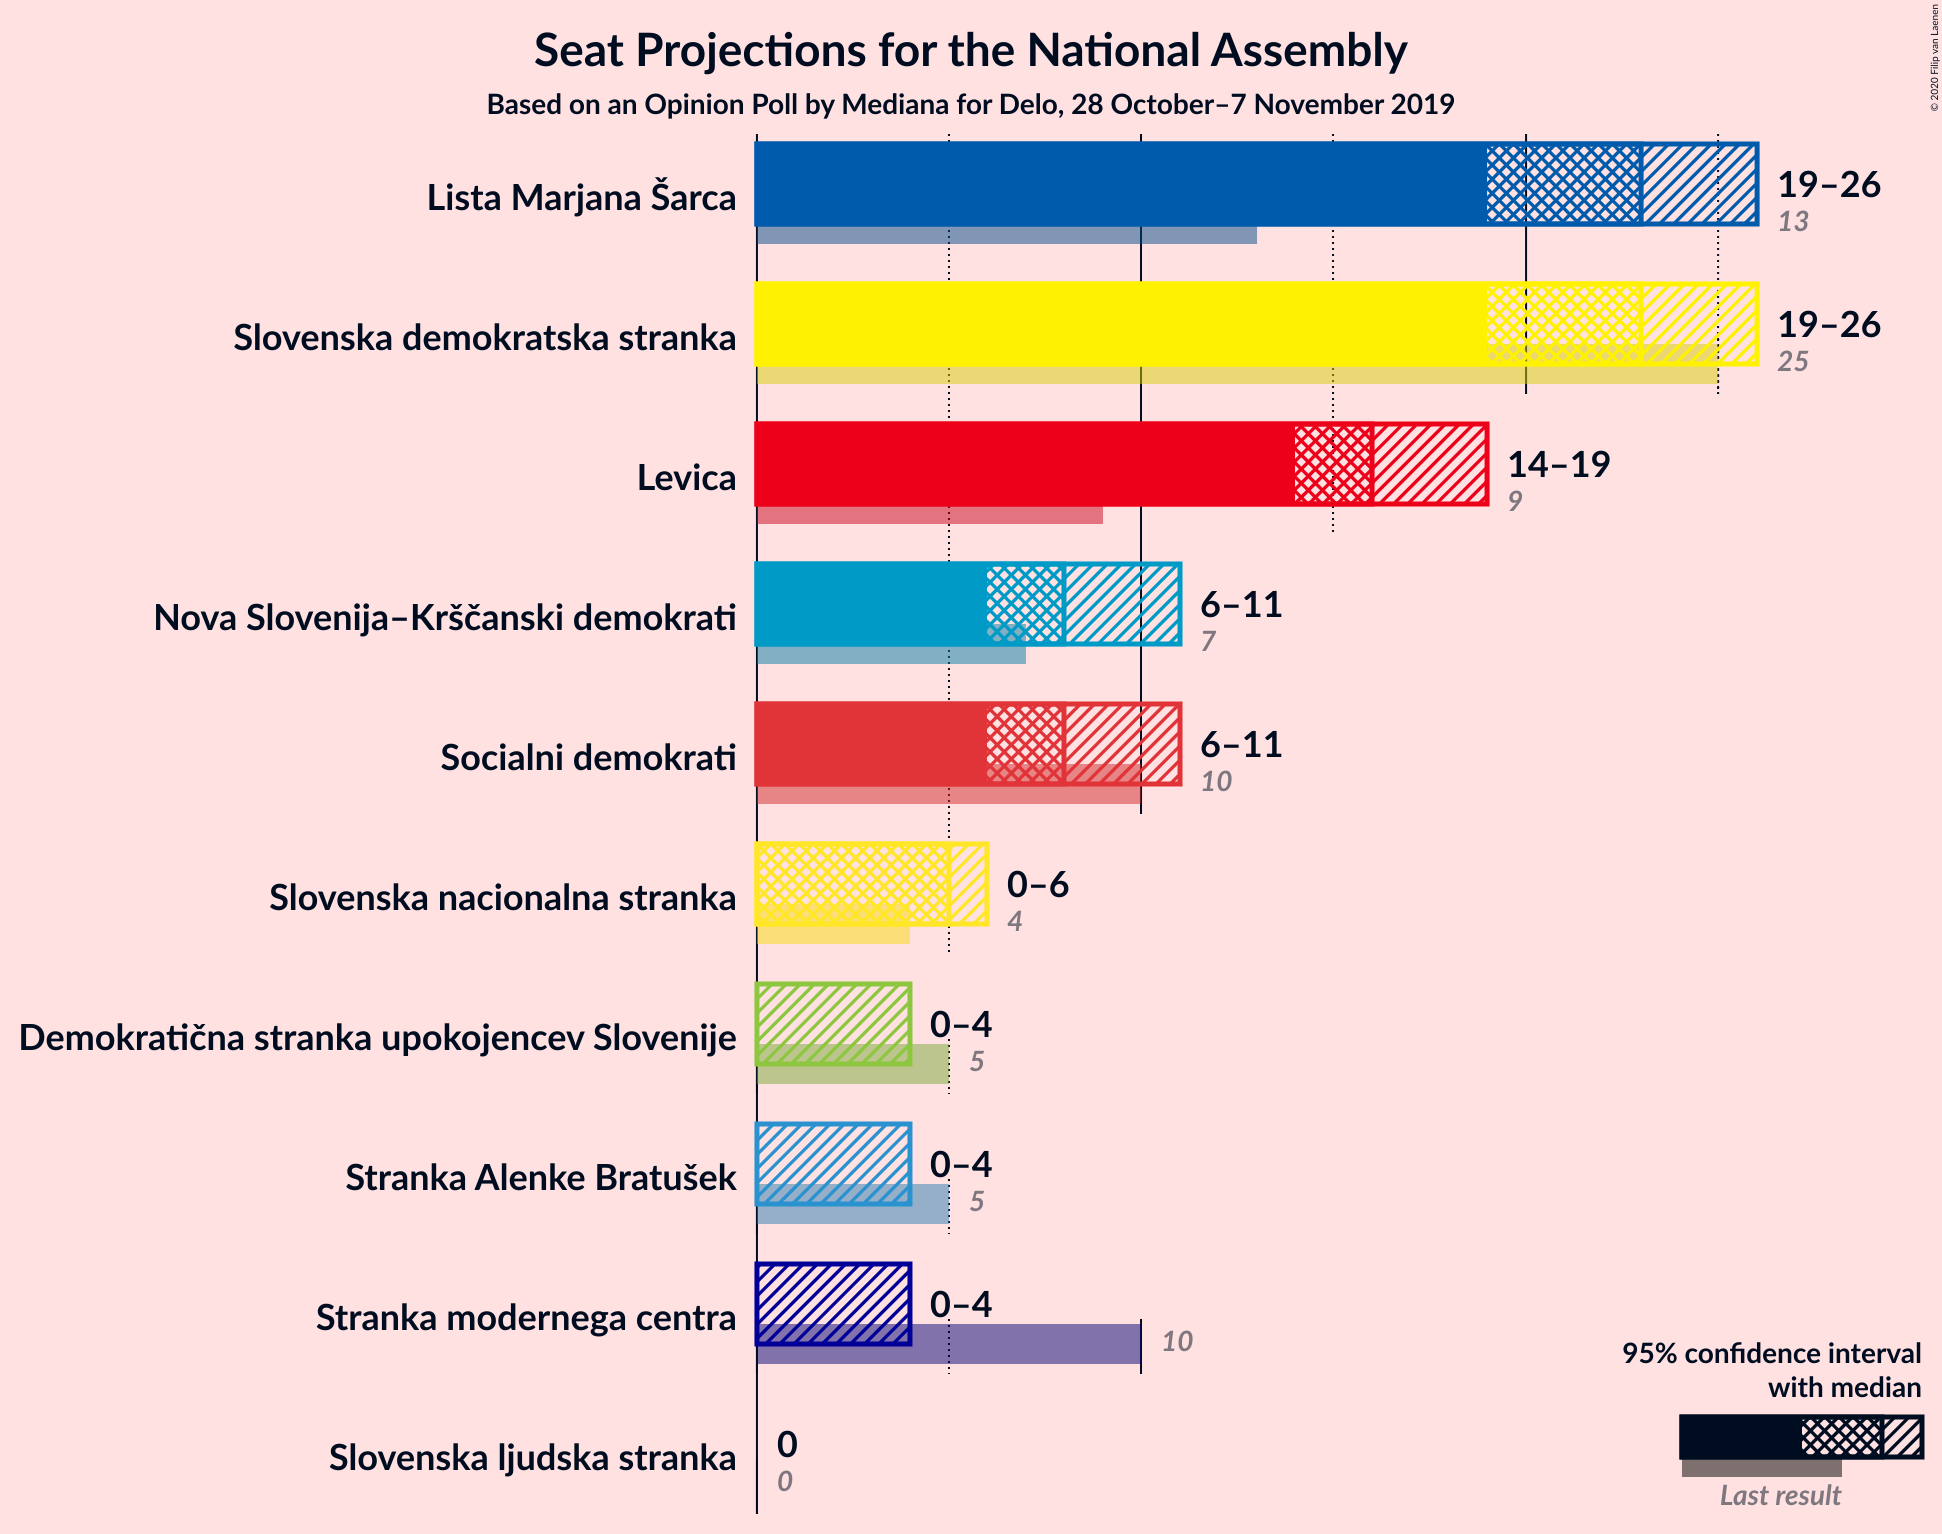 Seat Projections for the National Assembly
Based on an Opinion Poll by Mediana for Delo, 28 October–7 November 2019
© 2020 Filip van Laenen
Lista Marjana Šarca
19–26
13
Slovenska demokratska stranka
19–26
25
Levica
14–19
9
Nova Slovenija–Krščanski demokrati
6–11
7
Socialni demokrati
6–11
10
Slovenska nacionalna stranka
0–6
4
Demokratična stranka upokojencev Slovenije
0–4
5
Stranka Alenke Bratušek
0–4
5
Stranka modernega centra
0–4
10
Slovenska ljudska stranka
0
0
95% confidence interval
with median
Last result